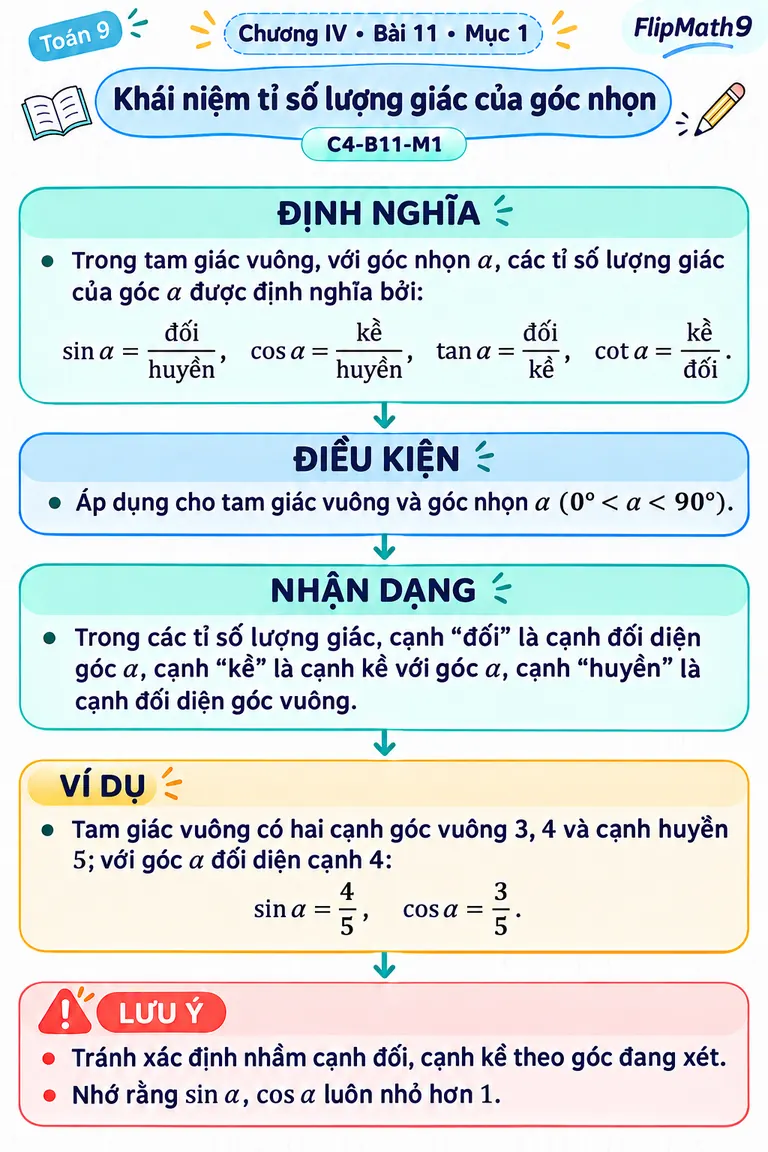 Toán 9
Chương IV • Bài 11 • Mục 1
FlipMath9
Khái niệm tỉ số lượng giác của góc nhọn
C4-B11-M1
ĐỊNH NGHĨA
• Trong tam giác vuông, với góc nhọn α, các tỉ số lượng giác
của góc α được định nghĩa bởi:
sin α = đối/huyền, cos α = kề/huyền, tan α = đối/kề, cot α = kề/đối.
ĐIỀU KIỆN
• Áp dụng cho tam giác vuông và góc nhọn α (0° < α < 90°).
NHẬN DẠNG
• Trong các tỉ số lượng giác, cạnh “đối” là cạnh đối diện
góc α, cạnh “kề” là cạnh kề với góc α, cạnh “huyền” là
cạnh đối diện góc vuông.
VÍ DỤ
• Tam giác vuông có hai cạnh góc vuông 3, 4 và cạnh huyền
5; với góc α đối diện cạnh 4:
sin α = 4/5, cos α = 3/5.
LƯU Ý
• Tránh xác định nhầm cạnh đối, cạnh kề theo góc đang xét.
• Nhớ rằng sin α, cos α luôn nhỏ hơn 1.